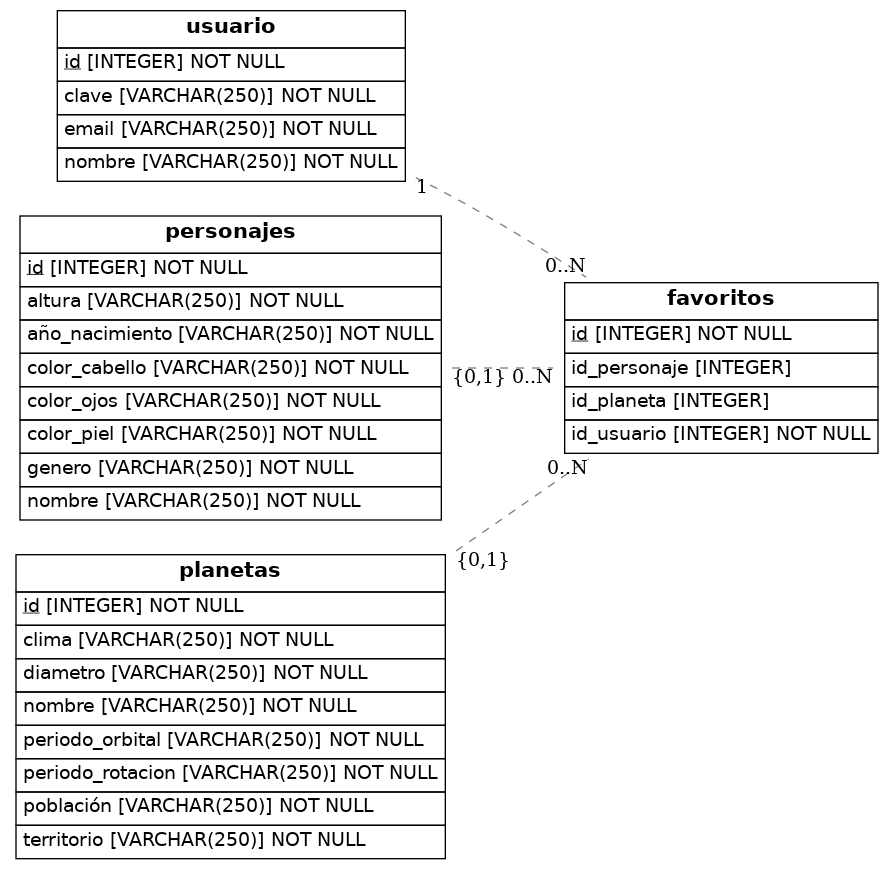 usuario
id [INTEGER] NOT NULL
clave [VARCHAR(250)] NOT NULL
email [VARCHAR(250)] NOT NULL
nombre [VARCHAR(250)] NOT NULL
1
0..N
personajes
id [INTEGER] NOT NULL
altura [VARCHAR(250)] NOT NULL
año_nacimiento [VARCHAR(250)] NOT NULL
color_cabello [VARCHAR(250)] NOT NULL
color_ojos [VARCHAR(250)] NOT NULL
color_piel [VARCHAR(250)] NOT NULL
genero [VARCHAR(250)] NOT NULL
nombre [VARCHAR(250)] NOT NULL
{0,1} 0..N
favoritos
id [INTEGER] NOT NULL
id_personaje [INTEGER]
id_planeta [INTEGER]
id_usuario [INTEGER] NOT NULL
0..N
{0,1}
planetas
id [INTEGER] NOT NULL
clima [VARCHAR(250)] NOT NULL
diametro [VARCHAR(250)] NOT NULL
nombre [VARCHAR(250)] NOT NULL
periodo_orbital [VARCHAR(250)] NOT NULL
periodo_rotacion [VARCHAR(250)] NOT NULL
población [VARCHAR(250)] NOT NULL
territorio [VARCHAR(250)] NOT NULL